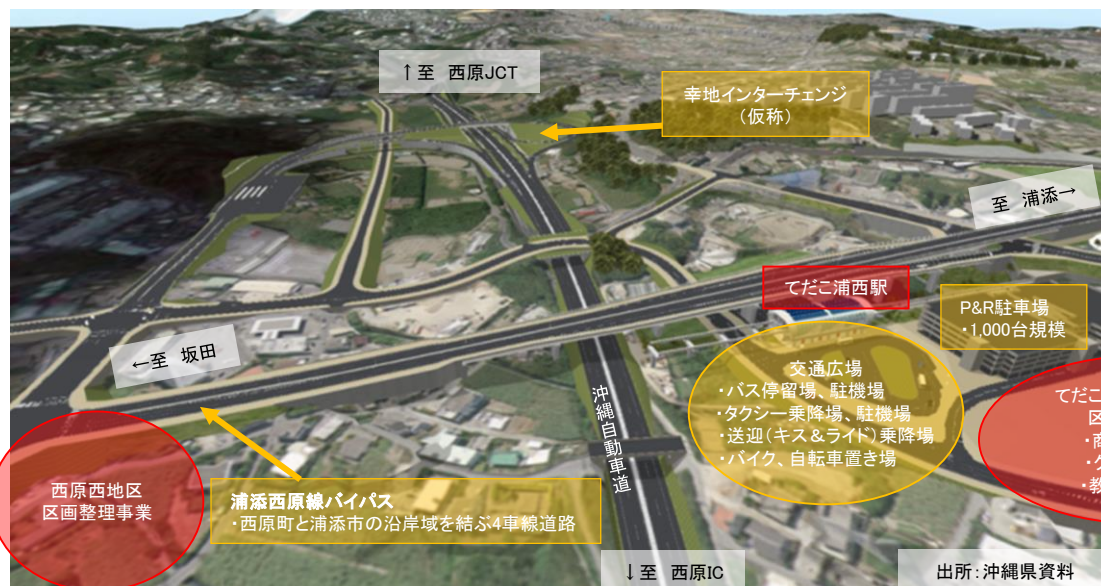 ↑至　西原JCT
幸地インターチェンジ
（仮称）
至　浦添→
てだこ浦西駅
P&R駐車場
・1,000台規模
←至　坂田
交通広場
・バス停留場、駐機場
・タクシー乗降場、駐機場
・送迎（キス＆ライド）乗降場
・バイク、自転車置き場
てだこ
区
・商
・ク
・教
沖縄自動車道
西原西地区
区画整理事業
浦添西原線バイパス
・西原町と浦添市の沿岸域を結ぶ4車線道路
↓至　西原IC
出所：沖縄県資料